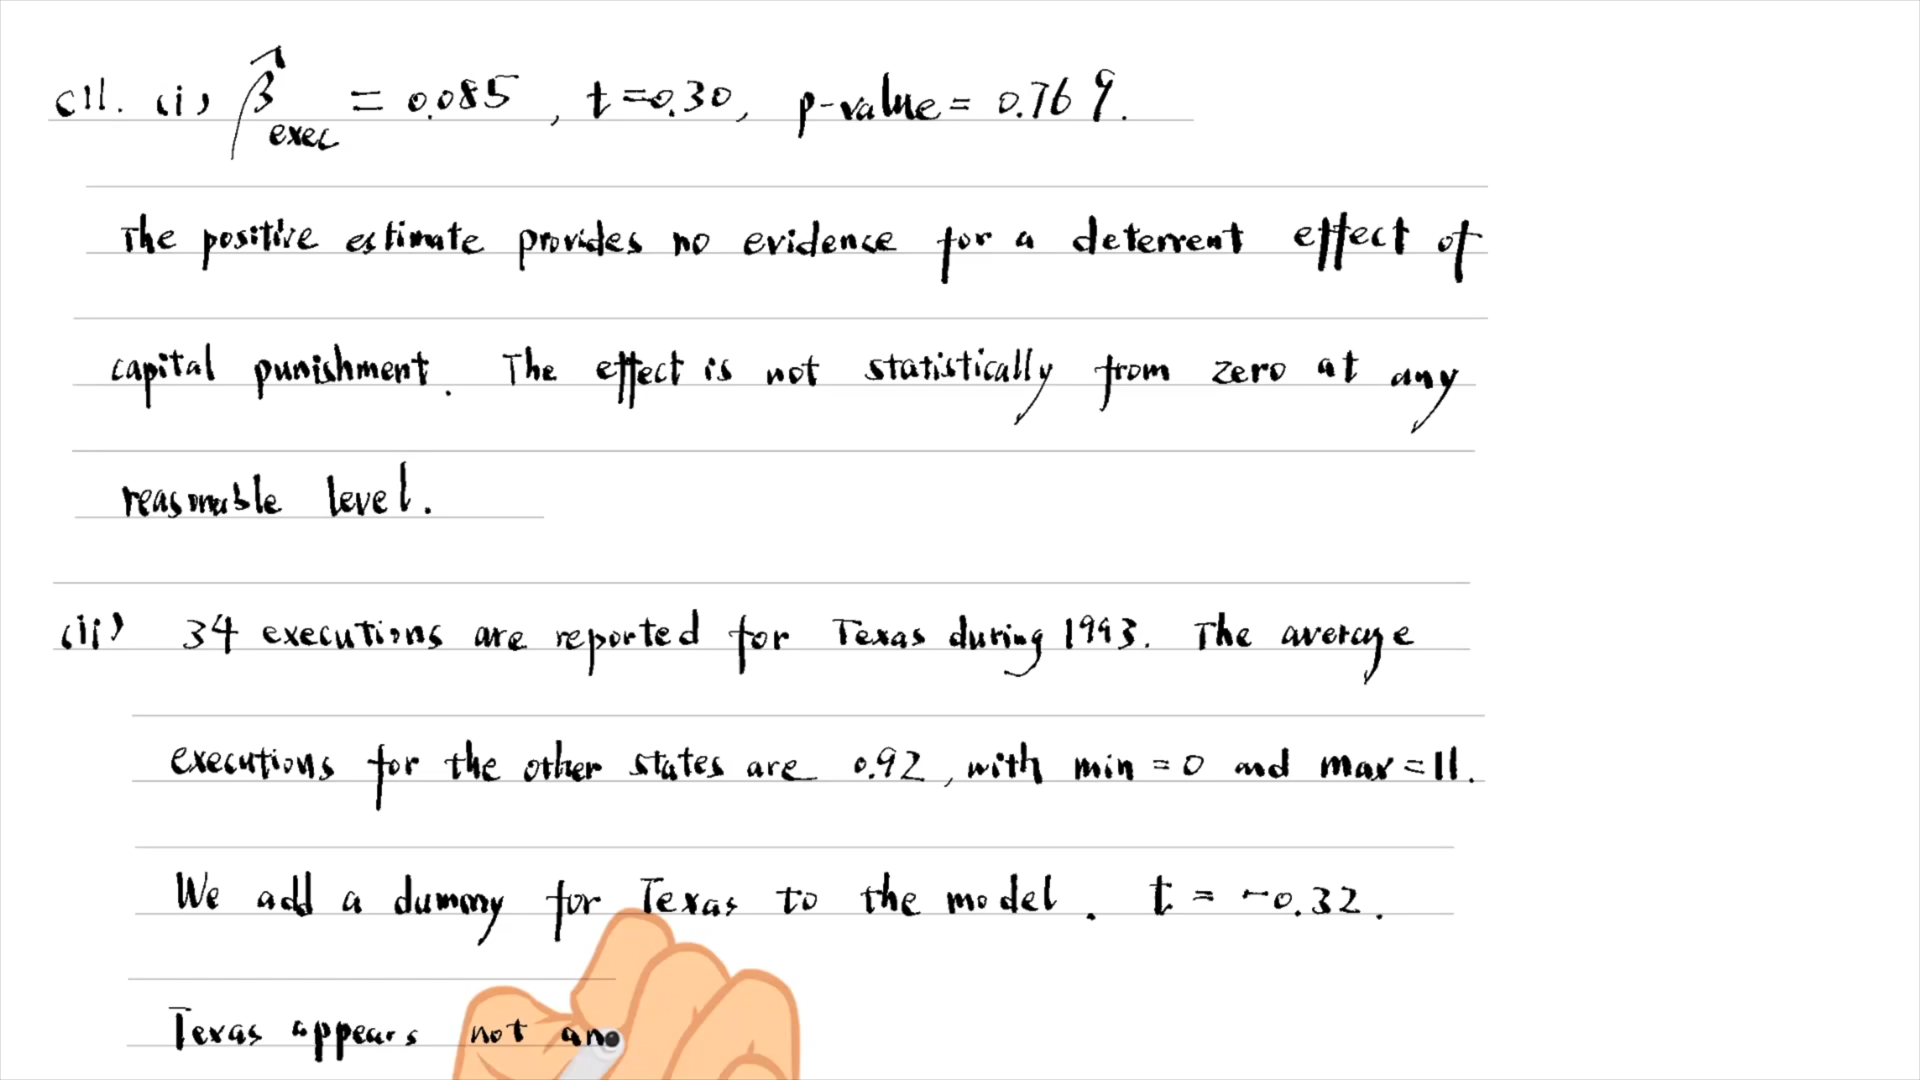 C11. (i) β̂exec = 0.085, t = 0.30, p-value = 0.769.
The positive estimate provides no evidence for a deterrent effect of
capital punishment. The effect is not statistically from zero at any
reasonable level.
(ii) 34 executions are reported for Texas during 1993. The average
executions for the other states are 0.92, with min = 0 and max = 11.
We add a dummy for Texas to the model. t = -0.32.
Texas appears not an